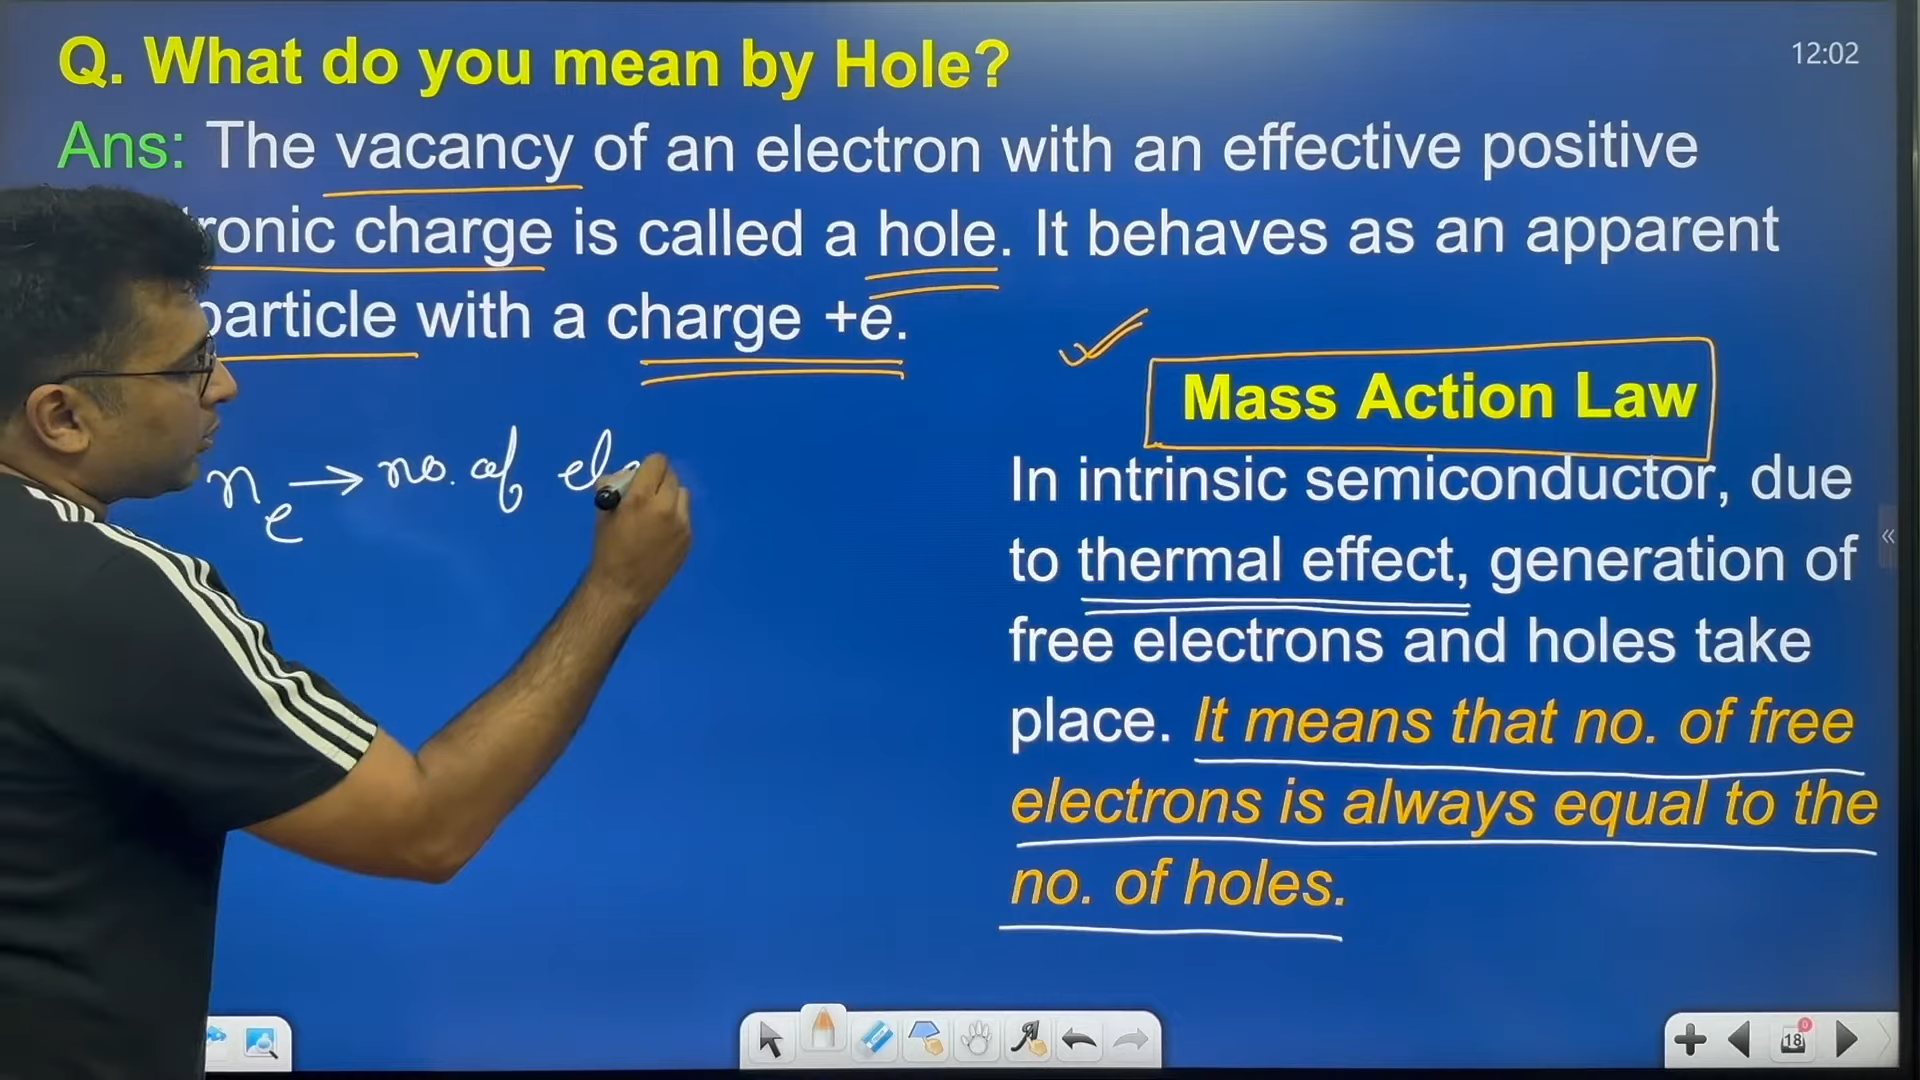 Q. What do you mean by Hole?
12:02
Ans: The vacancy of an electron with an effective positive
tronic charge is called a hole. It behaves as an apparent
particle with a charge +e.
Mass Action Law
n e → no. of ele
In intrinsic semiconductor, due
to thermal effect, generation of
free electrons and holes take
place. It means that no. of free
electrons is always equal to the
no. of holes.
18